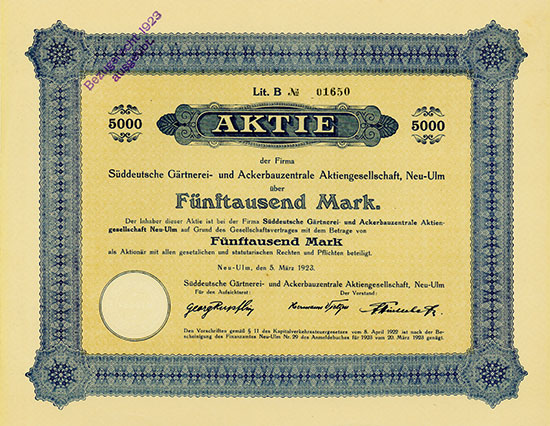 Bezugsrecht 1923
ausgeübt.
Lit. B № 01650
5000 AKTIE 5000
der Firma
Süddeutsche Gärtnerei- und Ackerbauzentrale Aktiengesellschaft, Neu-Ulm
über
Fünftausend Mark.
Der Inhaber dieser Aktie ist bei der Firma Süddeutsche Gärtnerei- und Ackerbauzentrale Aktien-
gesellschaft Neu-Ulm auf Grund des Gesellschaftsvertrages mit dem Betrage von
Fünftausend Mark
als Aktionär mit allen gesetzlichen und statutarischen Rechten und Pflichten beteiligt.
Neu-Ulm, den 5. März 1923.
Süddeutsche Gärtnerei- und Ackerbauzentrale Aktiengesellschaft, Neu-Ulm
Für den Aufsichtsrat: Der Vorstand:
Georg
Den Vorschriften gemäß § 11 des Kapitalverkehrssteuergesetzes vom 8. April 1922 ist nach der
Bescheinigung des Finanzamtes Neu-Ulm Nr. 29 des Anmeldebuches für 1923 vom 20. März 1923 genügt.